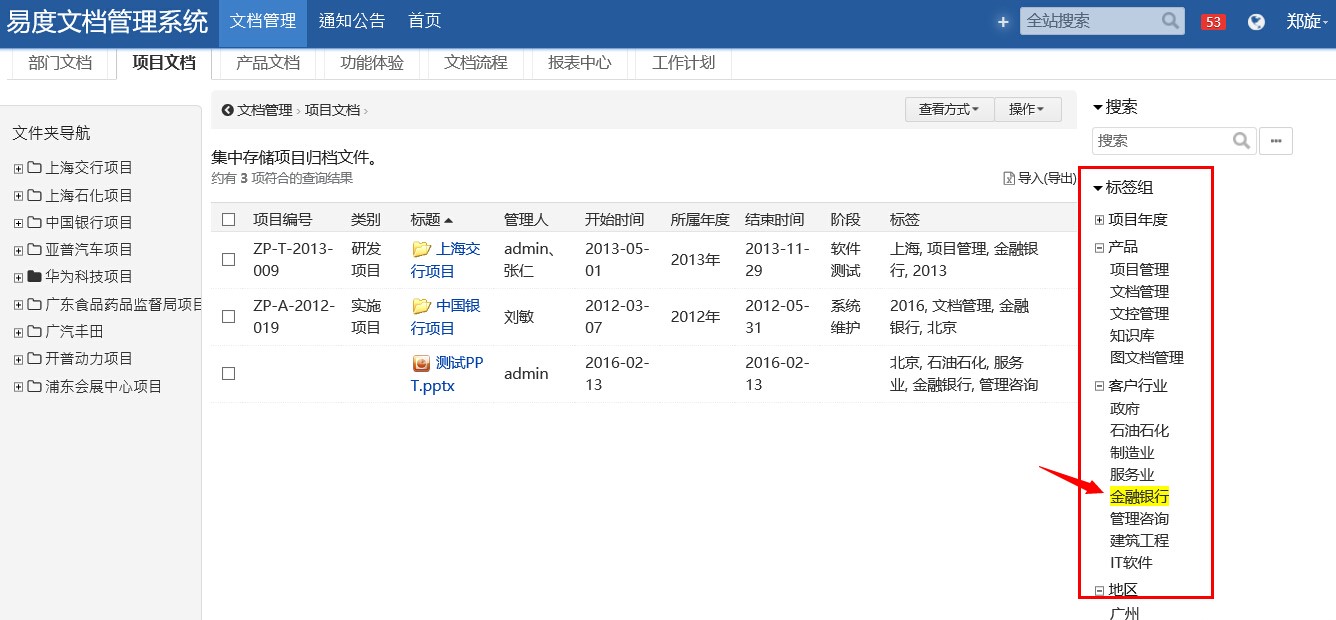 易度文档管理系统 文档管理 通知公告 首页 + 全站搜索 53 郑旋
部门文档 项目文档 产品文档 功能体验 文档流程 报表中心 工作计划
文件夹导航
上海交行项目
上海石化项目
中国银行项目
亚普汽车项目
华为科技项目
广东食品药品监督局项目
广汽丰田
开普动力项目
浦东会展中心项目
文档管理 › 项目文档 › 查看方式 操作
集中存储项目归档文件。
约有 3 项符合的查询结果 导入(导出)
项目编号 类别 标题 管理人 开始时间 所属年度 结束时间 阶段 标签
ZP-T-2013-009 研发项目 上海交行项目 admin、张仁 2013-05-01 2013年 2013-11-29 软件测试 上海, 项目管理, 金融银行, 2013
ZP-A-2012-019 实施项目 中国银行项目 刘敏 2012-03-07 2012年 2012-05-31 系统维护 2016, 文档管理, 金融银行, 北京
测试PPT.pptx admin 2016-02-13 2016-02-13 北京, 石油石化, 服务业, 金融银行, 管理咨询
搜索
搜索 ...
标签组
项目年度
产品
项目管理
文档管理
文控管理
知识库
图文档管理
客户行业
政府
石油石化
制造业
服务业
金融银行
管理咨询
建筑工程
IT软件
地区
广州